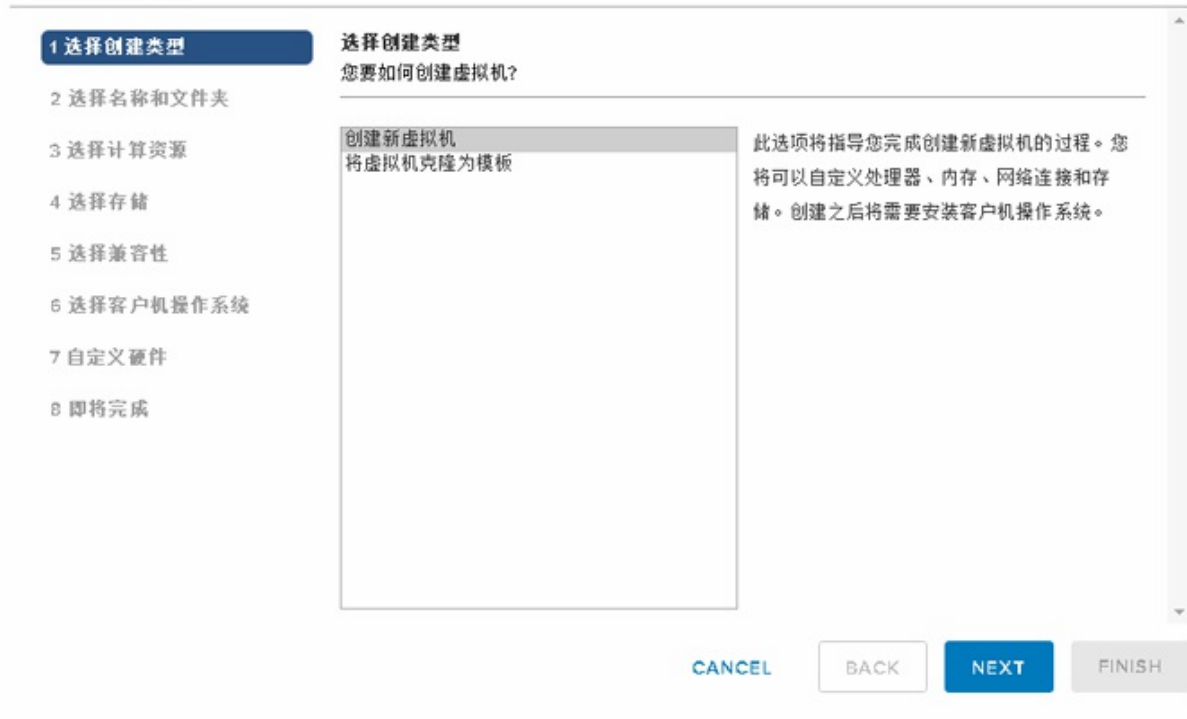 1 选择创建类型
2 选择名称和文件夹
3 选择计算资源
4 选择存储
5 选择兼容性
6 选择客户机操作系统
7 自定义硬件
8 即将完成
选择创建类型
您要如何创建虚拟机?
创建新虚拟机
将虚拟机克隆为模板
此选项将指导您完成创建新虚拟机的过程。您
将可以自定义处理器、内存、网络连接和存
储。创建之后将需要安装客户机操作系统。
CANCEL
BACK
NEXT
FINISH